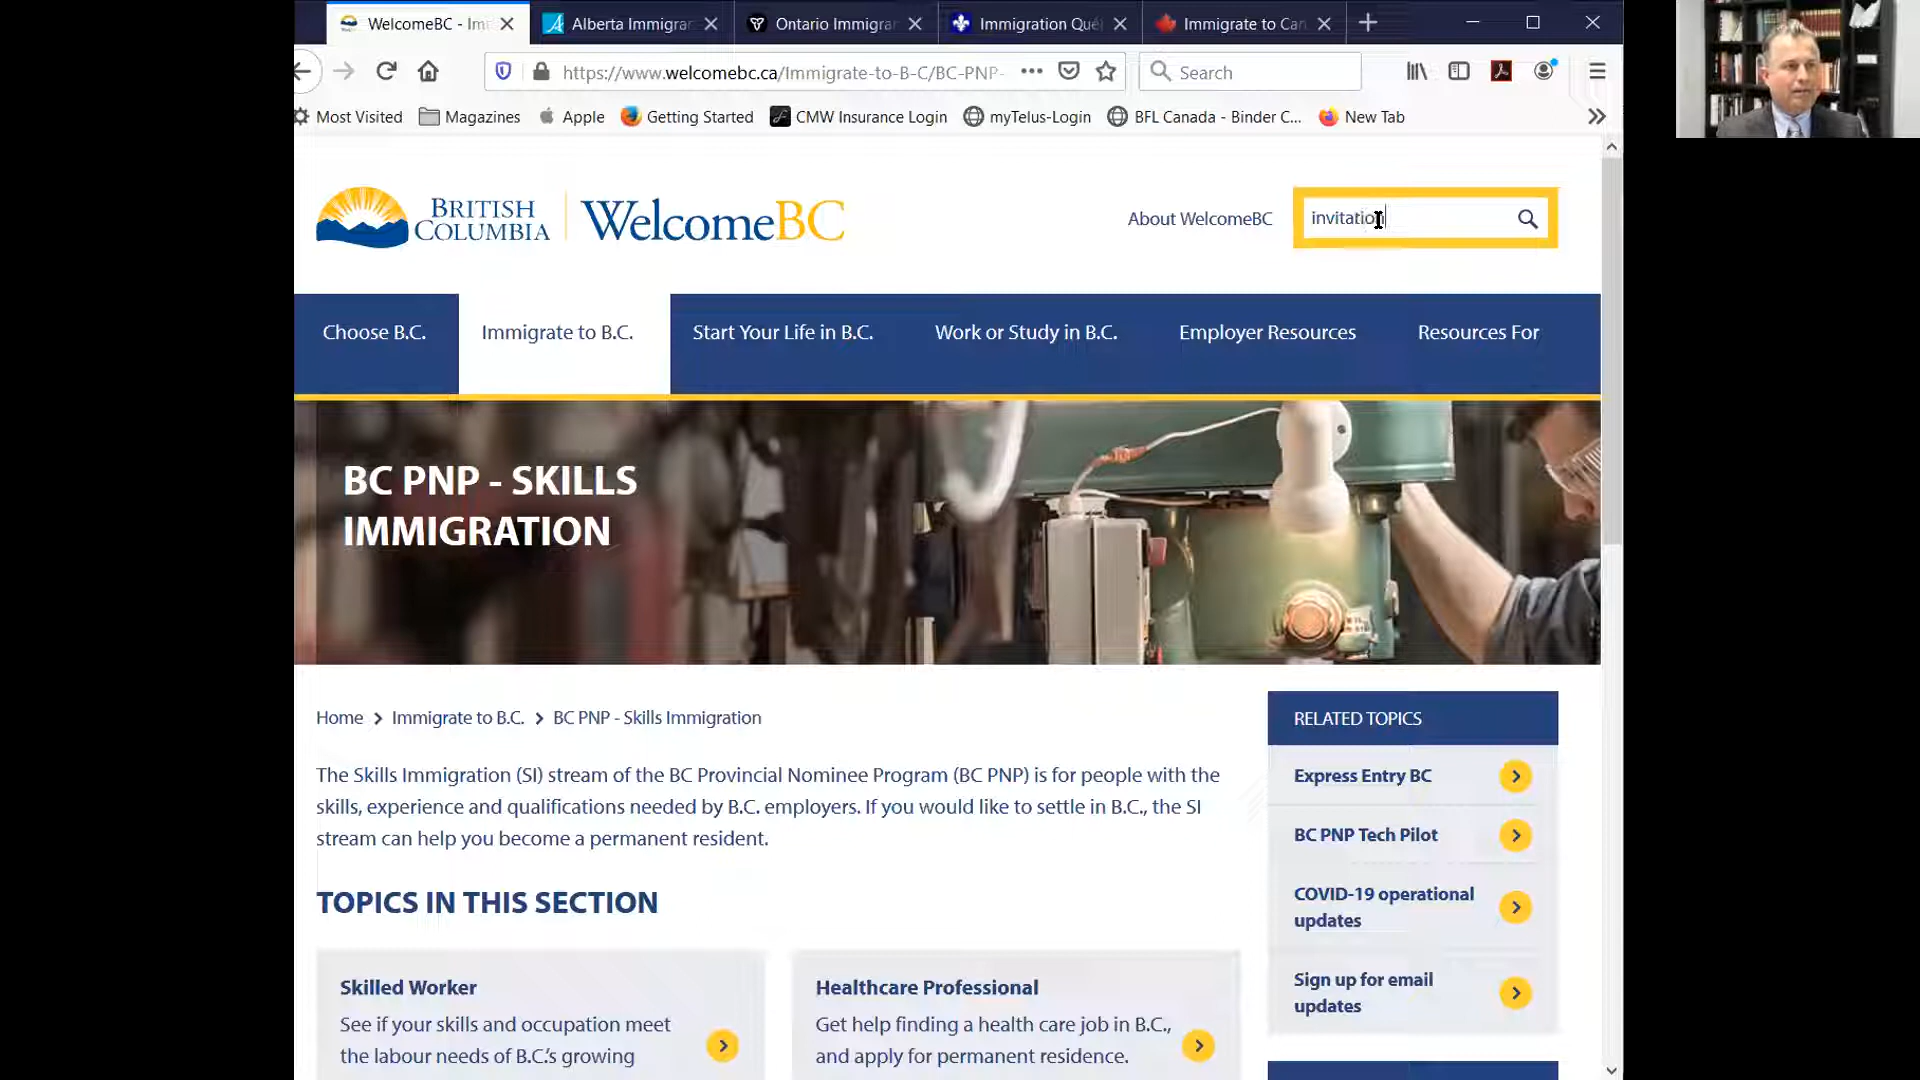 WelcomeBC - Im
Alberta Immigra
Ontario Immigra
Immigration Qué
Immigrate to Can
https://www.welcomebc.ca/Immigrate-to-B-C/BC-PNP-
Search
Most Visited
Magazines
Apple
Getting Started
CMW Insurance Login
myTelus-Login
BFL Canada - Binder C...
New Tab
BRITISH
COLUMBIA
WelcomeBC
About WelcomeBC
invitation
Choose B.C.
Immigrate to B.C.
Start Your Life in B.C.
Work or Study in B.C.
Employer Resources
Resources For
BC PNP - SKILLS
IMMIGRATION
Home > Immigrate to B.C. > BC PNP - Skills Immigration
The Skills Immigration (SI) stream of the BC Provincial Nominee Program (BC PNP) is for people with the
skills, experience and qualifications needed by B.C. employers. If you would like to settle in B.C., the SI
stream can help you become a permanent resident.
TOPICS IN THIS SECTION
Skilled Worker
See if your skills and occupation meet
the labour needs of B.C.'s growing
Healthcare Professional
Get help finding a health care job in B.C.,
and apply for permanent residence.
RELATED TOPICS
Express Entry BC
BC PNP Tech Pilot
COVID-19 operational
updates
Sign up for email
updates